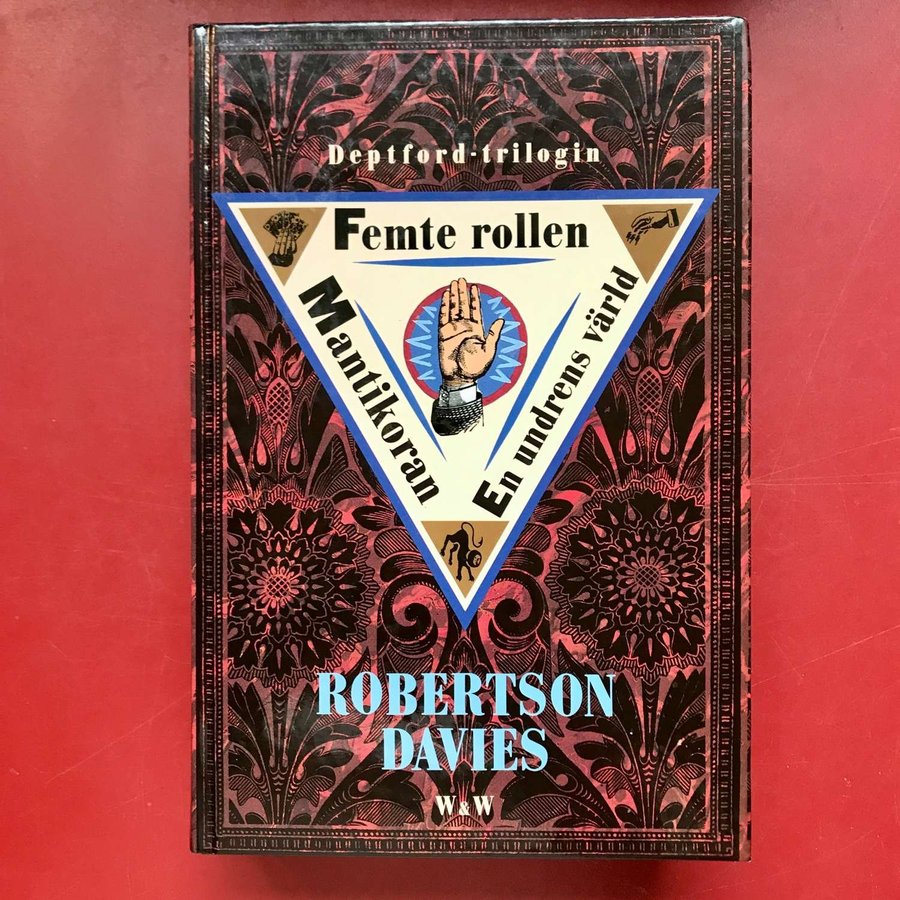 Deptford-trilogin
Femte rollen
Mantikoran
En undrens värld
ROBERTSON
DAVIES
W&W